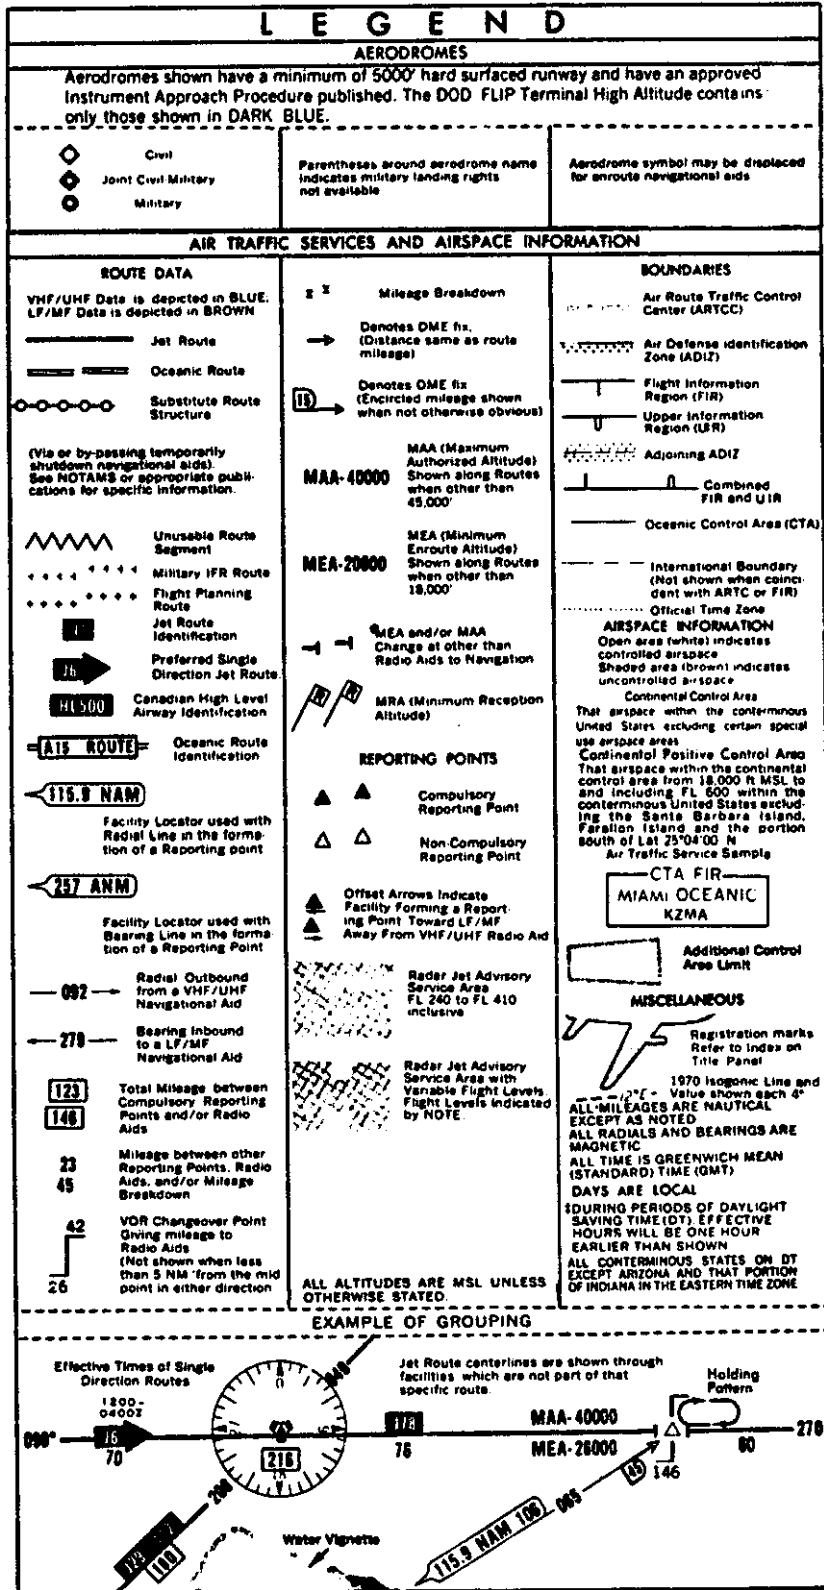 LEGEND
AERODROMES
Aerodromes shown have a minimum of 5000' hard surfaced runway and have an approved
Instrument Approach Procedure published. The DOD FLIP Terminal High Altitude contains
only those shown in DARK BLUE.
Civil
Joint Civil-Military
Military
Parentheses around aerodrome name
indicates military landing rights
not available
Aerodrome symbol may be displaced
for enroute navigational aids
AIR TRAFFIC SERVICES AND AIRSPACE INFORMATION
ROUTE DATA
VHF/UHF Data is depicted in BLUE.
LF/MF Data is depicted in BROWN
Jet Route
Oceanic Route
Substitute Route
Structure
(Via or by-passing temporarily
shutdown navigational aids).
See NOTAMS or appropriate publi-
cations for specific information.
Unusable Route
Segment
Military IFR Route
Flight Planning
Route
Jet Route
Identification
J6
Preferred Single
Direction Jet Route
HL500
Canadian High Level
Airway Identification
A15 ROUTE
Oceanic Route
Identification
115.9 NAM
Facility Locator used with
Radial Line in the forma-
tion of a Reporting point
257 ANM
Facility Locator used with
Bearing Line in the forma-
tion of a Reporting Point
092
Radial Outbound
from a VHF/UHF
Navigational Aid
279
Bearing Inbound
to a LF/MF
Navigational Aid
123
146
Total Mileage between
Compulsory Reporting
Points and/or Radio
Aids
23
45
Mileage between other
Reporting Points, Radio
Aids, and/or Mileage
Breakdown
42
26
VOR Changeover Point
Giving mileage to
Radio Aids
(Not shown when less
than 5 NM from the mid
point in either direction
x x
Mileage Breakdown
Denotes DME fix,
(Distance same as route
mileage)
15
Denotes DME fix
(Encircled mileage shown
when not otherwise obvious)
MAA-40000
MAA (Maximum
Authorized Altitude)
Shown along Routes
when other than
45,000'
MEA-20000
MEA (Minimum
Enroute Altitude)
Shown along Routes
when other than
18,000'
MEA and/or MAA
Change at other than
Radio Aids to Navigation
MRA (Minimum Reception
Altitude)
REPORTING POINTS
Compulsory
Reporting Point
Non-Compulsory
Reporting Point
Offset Arrows Indicate
Facility Forming a Report-
ing Point Toward LF/MF
Away From VHF/UHF Radio Aid
Radar Jet Advisory
Service Area
FL 240 to FL 410
inclusive
Radar Jet Advisory
Service Area with
Variable Flight Levels.
Flight Levels indicated
by NOTE.
ALL ALTITUDES ARE MSL UNLESS
OTHERWISE STATED.
BOUNDARIES
Air Route Traffic Control
Center (ARTCC)
Air Defense Identification
Zone (ADIZ)
Flight Information
Region (FIR)
Upper Information
Region (UIR)
Adjoining ADIZ
Combined
FIR and UIR
Oceanic Control Area (CTA)
International Boundary
(Not shown when coinci
dent with ARTC or FIR)
Official Time Zone
AIRSPACE INFORMATION
Open area (white) indicates
controlled airspace
Shaded area (brown) indicates
uncontrolled airspace
Continental Control Area
That airspace within the conterminous
United States excluding certain special
use airspace areas
Continental Positive Control Area
That airspace within the continental
control area from 18,000 ft MSL to
and including FL 600 within the
conterminous United States exclud-
ing the Santa Barbara Island,
Farallon Island and the portion
south of Lat 25°04'00 N
Air Traffic Service Sample
CTA FIR
MIAMI OCEANIC
KZMA
Additional Control
Area Limit
MISCELLANEOUS
Registration marks
Refer to Index on
Title Panel
1970 Isogonic Line and
Value shown each 4°
ALL MILEAGES ARE NAUTICAL
EXCEPT AS NOTED
ALL RADIALS AND BEARINGS ARE
MAGNETIC
ALL TIME IS GREENWICH MEAN
(STANDARD) TIME (GMT)
DAYS ARE LOCAL
‡DURING PERIODS OF DAYLIGHT
SAVING TIME (DT) EFFECTIVE
HOURS WILL BE ONE HOUR
EARLIER THAN SHOWN
ALL CONTERMINOUS STATES ON DT
EXCEPT ARIZONA AND THAT PORTION
OF INDIANA IN THE EASTERN TIME ZONE
EXAMPLE OF GROUPING
Effective Times of Single
Direction Routes
1200-
0400Z
090°
J6
70
216
200
Jet Route centerlines are shown through
facilities which are not part of that
specific route.
76
MAA-40000
MEA-26000
Holding
Pattern
60
270
146
45
065
115.9 NAM 106
Water Vignette